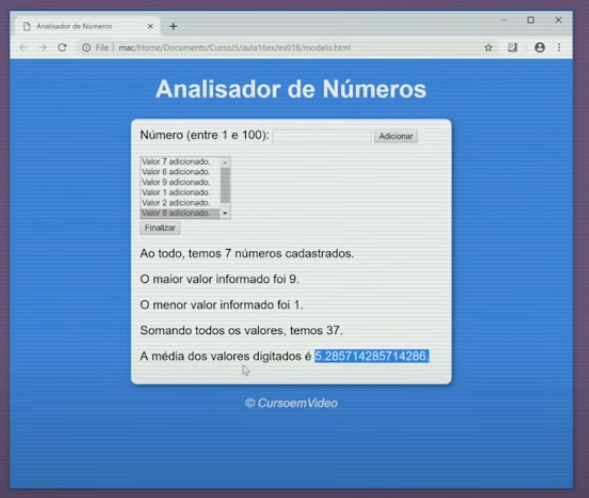 Analisador de Números
File | mac/Home/Documents/CursoJS/aula16ex/ex018/modelo.html
Analisador de Números
Número (entre 1 e 100):
Adicionar
Valor 7 adicionado.
Valor 6 adicionado.
Valor 9 adicionado.
Valor 1 adicionado.
Valor 2 adicionado.
Valor 8 adicionado.
Finalizar
Ao todo, temos 7 números cadastrados.
O maior valor informado foi 9.
O menor valor informado foi 1.
Somando todos os valores, temos 37.
A média dos valores digitados é 5.285714285714286.
© CursoemVideo